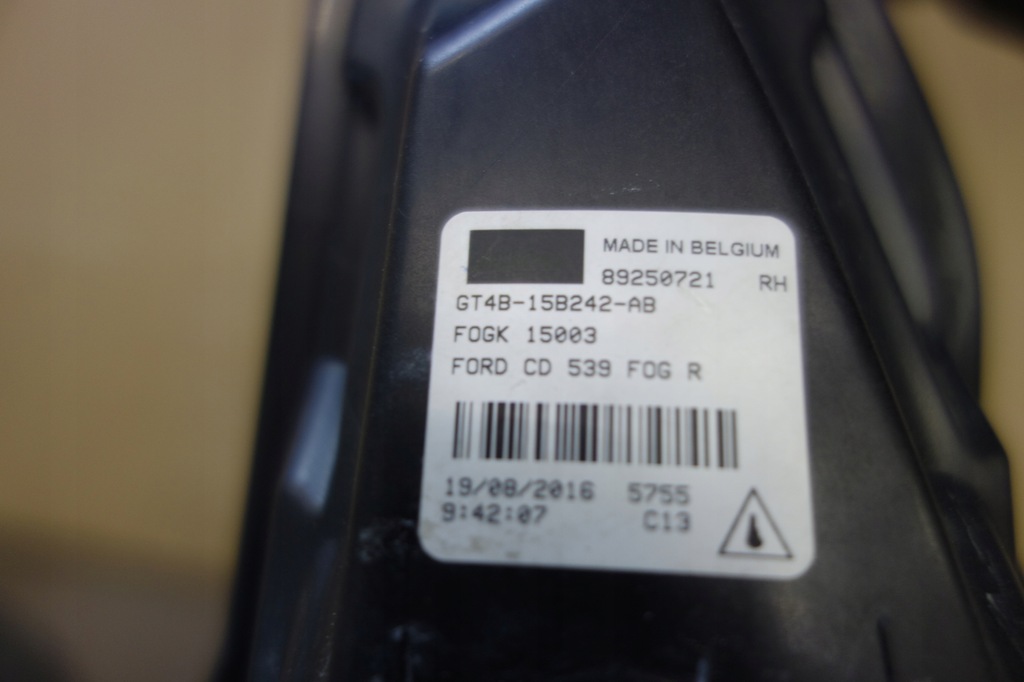 MADE IN BELGIUM
89250721 RH
GT4B-15B242-AB
FOGK 15003
FORD CD 539 FOG R
19/08/2016 5755
9:42:07 C13